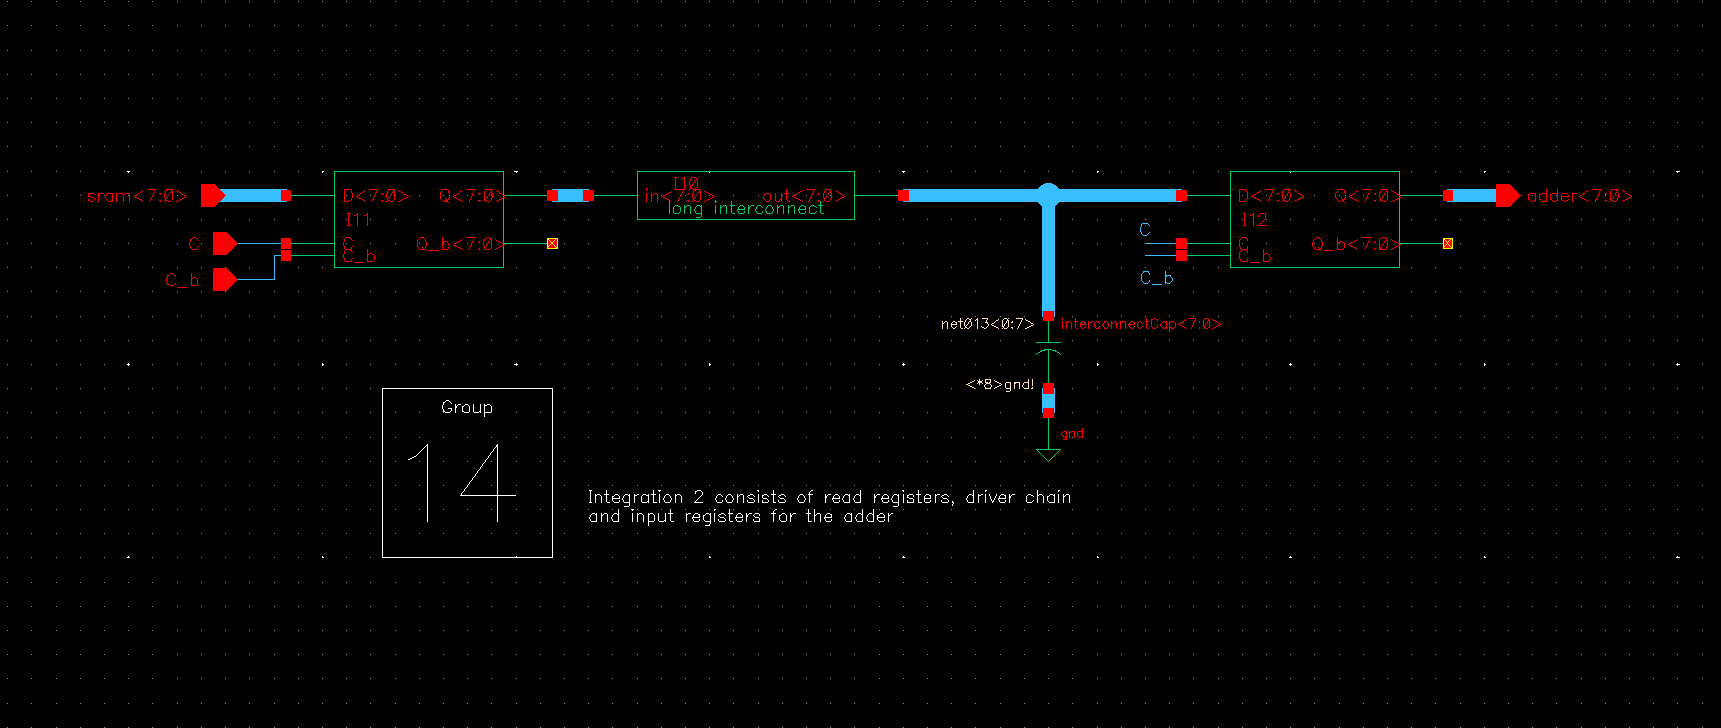 sram<7:0>
D<7:0>
Q<7:0>
I11
C
C
Q_b<7:0>
C_b
C_b
I10
in<7:0>
out<7:0>
long interconnect
D<7:0>
Q<7:0>
adder<7:0>
I12
C
C
Q_b<7:0>
C_b
C_b
net013<0:7>
interconnectCap<7:0>
<*8>gnd!
gnd
Group
14
Integration 2 consists of read registers, driver chain
and input registers for the adder